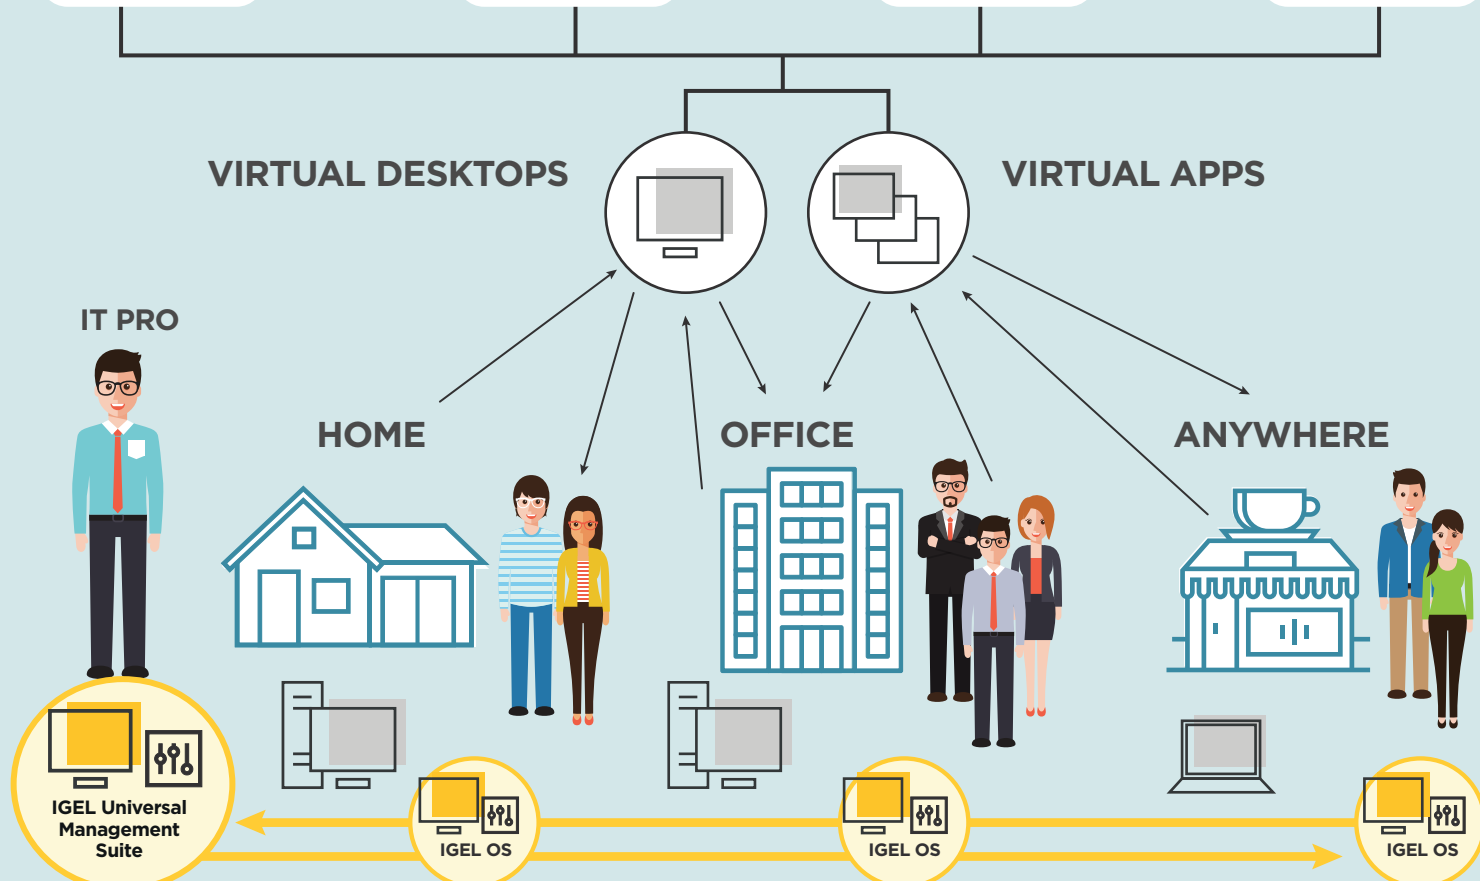 VIRTUAL DESKTOPS
VIRTUAL APPS
IT PRO
HOME
OFFICE
ANYWHERE
IGEL Universal
Management
Suite
IGEL OS
IGEL OS
IGEL OS